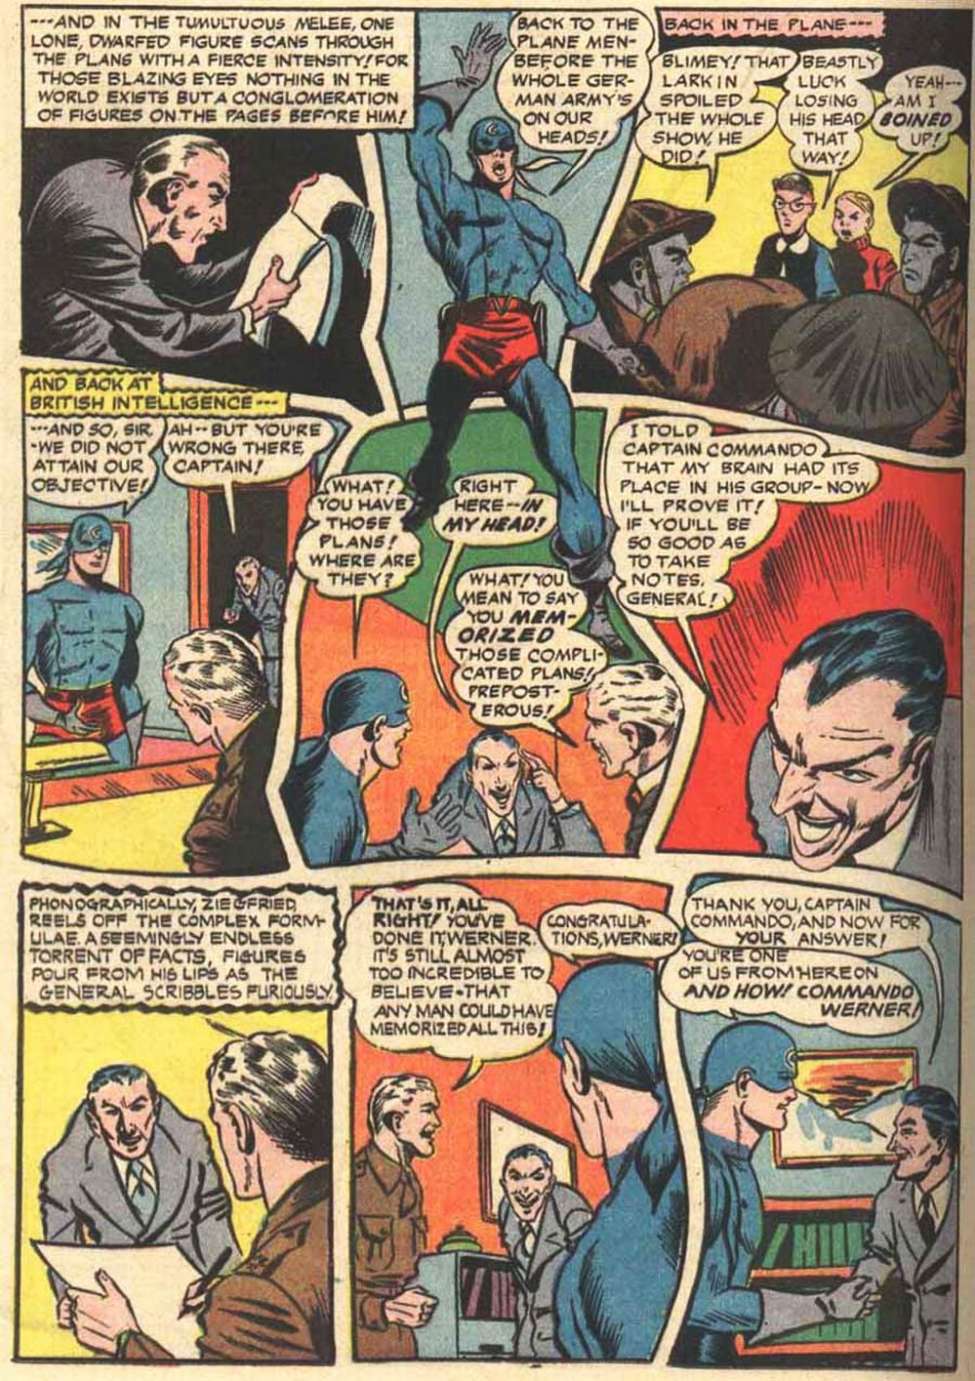 ---AND IN THE TUMULTUOUS MELEE, ONE
LONE, DWARFED FIGURE SCANS THROUGH
THE PLANS WITH A FIERCE INTENSITY! FOR
THOSE BLAZING EYES NOTHING IN THE
WORLD EXISTS BUT A CONGLOMERATION
OF FIGURES ON THE PAGES BEFORE HIM!
BACK TO THE
PLANE MEN-
BEFORE THE
WHOLE GER-
MAN ARMY'S
ON OUR
HEADS!
BACK IN THE PLANE---
BLIMEY! THAT
LARKIN
SPOILED
THE WHOLE
SHOW, HE
DID!
BEASTLY
LUCK
LOSING
HIS HEAD
THAT
WAY!
YEAH---
AM I
BOINED
UP!
AND BACK AT
BRITISH INTELLIGENCE---
---AND SO, SIR,
-WE DID NOT
ATTAIN OUR
OBJECTIVE!
AH--BUT YOU'RE
WRONG THERE,
CAPTAIN!
WHAT!
YOU HAVE
THOSE
PLANS!
WHERE ARE
THEY?
RIGHT
HERE--IN
MY HEAD!
WHAT! YOU
MEAN TO SAY
YOU MEM-
ORIZED
THOSE COMPLI-
CATED PLANS!
PREPOST-
EROUS!
I TOLD
CAPTAIN COMMANDO
THAT MY BRAIN HAD ITS
PLACE IN HIS GROUP-NOW
I'LL PROVE IT!
IF YOU'LL BE
SO GOOD AS
TO TAKE
NOTES,
GENERAL!
PHONOGRAPHICALLY, ZIEGFRIED,
REELS OFF THE COMPLEX FORM-
ULAE. A SEEMINGLY ENDLESS
TORRENT OF FACTS, FIGURES
POUR FROM HIS LIPS AS THE
GENERAL SCRIBBLES FURIOUSLY.
THAT'S IT, ALL
RIGHT! YOU'VE
DONE IT, WERNER.
IT'S STILL ALMOST
TOO INCREDIBLE TO
BELIEVE-THAT
ANY MAN COULD HAVE
MEMORIZED ALL THIS!
CONGRATULA-
TIONS, WERNER!
THANK YOU, CAPTAIN
COMMANDO, AND NOW FOR
YOUR ANSWER!
YOU'RE ONE
OF US FROM HERE ON
AND HOW! COMMANDO
WERNER!